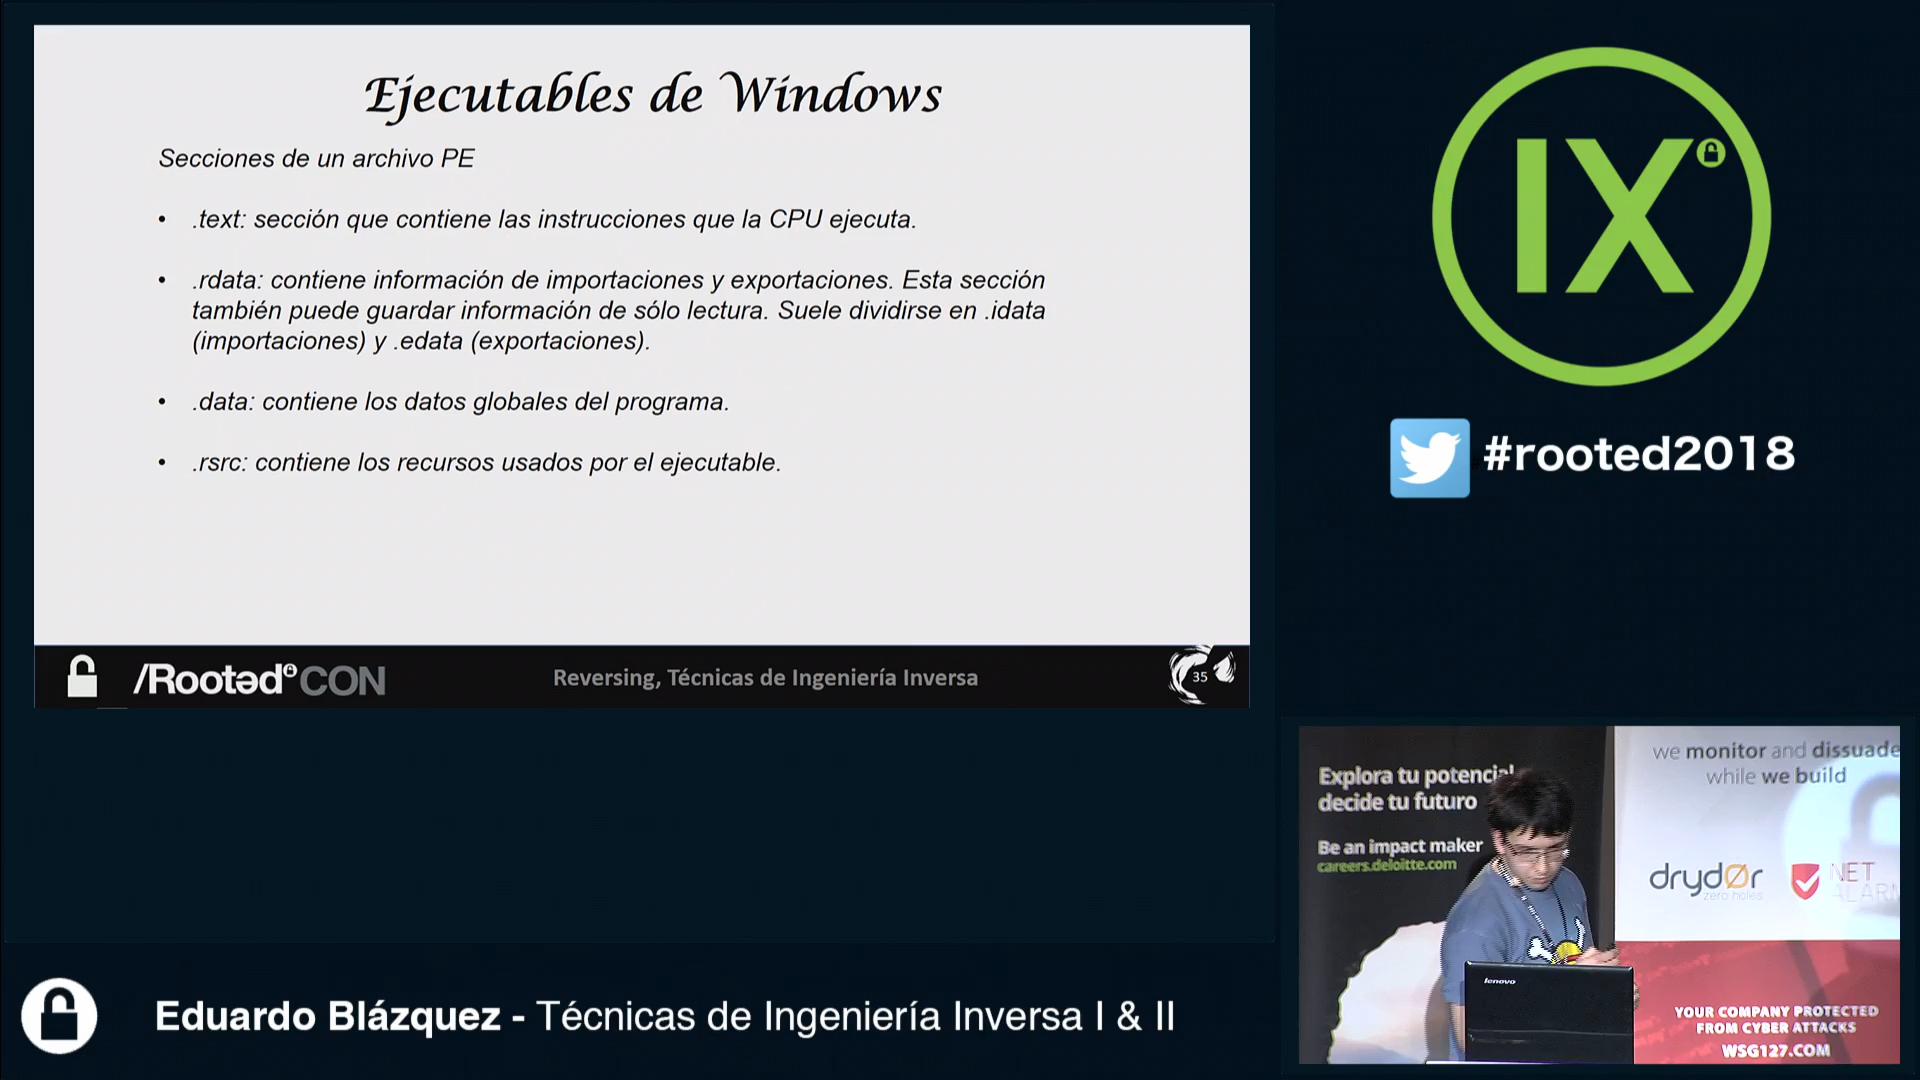 Ejecutables de Windows
Secciones de un archivo PE
• .text: sección que contiene las instrucciones que la CPU ejecuta.
• .rdata: contiene información de importaciones y exportaciones. Esta sección
también puede guardar información de sólo lectura. Suele dividirse en .idata
(importaciones) y .edata (exportaciones).
• .data: contiene los datos globales del programa.
• .rsrc: contiene los recursos usados por el ejecutable.
/Rootəd CON
Reversing, Técnicas de Ingeniería Inversa
35
IX
#rooted2018
Explora tu potencial
decide tu futuro
Be an impact maker
careers.deloitte.com
we monitor and dissuade
while we build
drydØr
zero holes
NET
ALARM
lenovo
YOUR COMPANY PROTECTED
FROM CYBER ATTACKS
WSG127.COM
Eduardo Blázquez - Técnicas de Ingeniería Inversa I & II